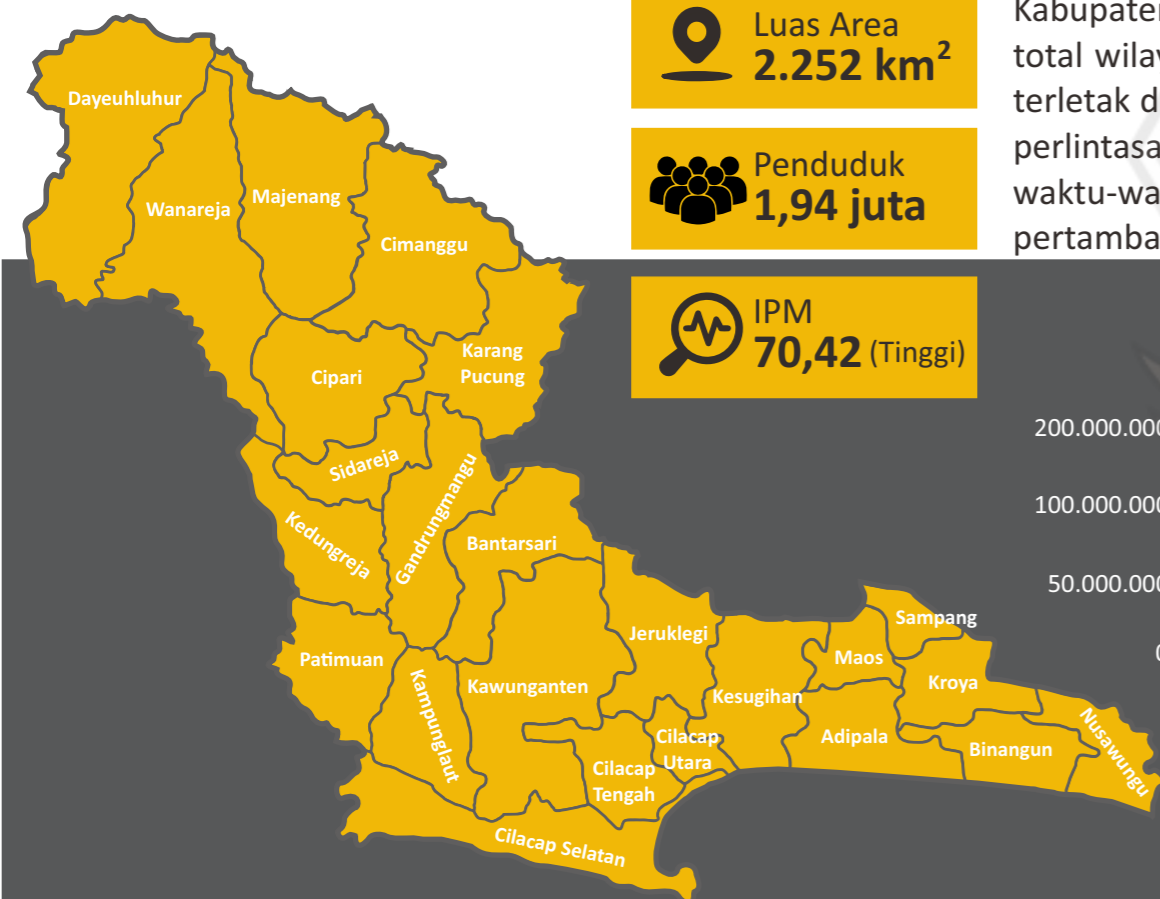 Dayeuhluhur
Wanareja
Majenang
Cimanggu
Cipari
Karang
Pucung
Sidareja
Gandrungmangu
Kedungreja
Bantarsari
Patimuan
Kampunglaut
Kawunganten
Jeruklegi
Kesugihan
Maos
Sampang
Kroya
Adipala
Binangun
Nusawungu
Cilacap
Utara
Cilacap
Tengah
Cilacap Selatan
Luas Area
2.252 km²
Penduduk
1,94 juta
IPM
70,42 (Tinggi)
Kabupaten
total wilay
terletak d
perlintasa
waktu-wa
pertamba
200.000.000
100.000.000
50.000.000
0